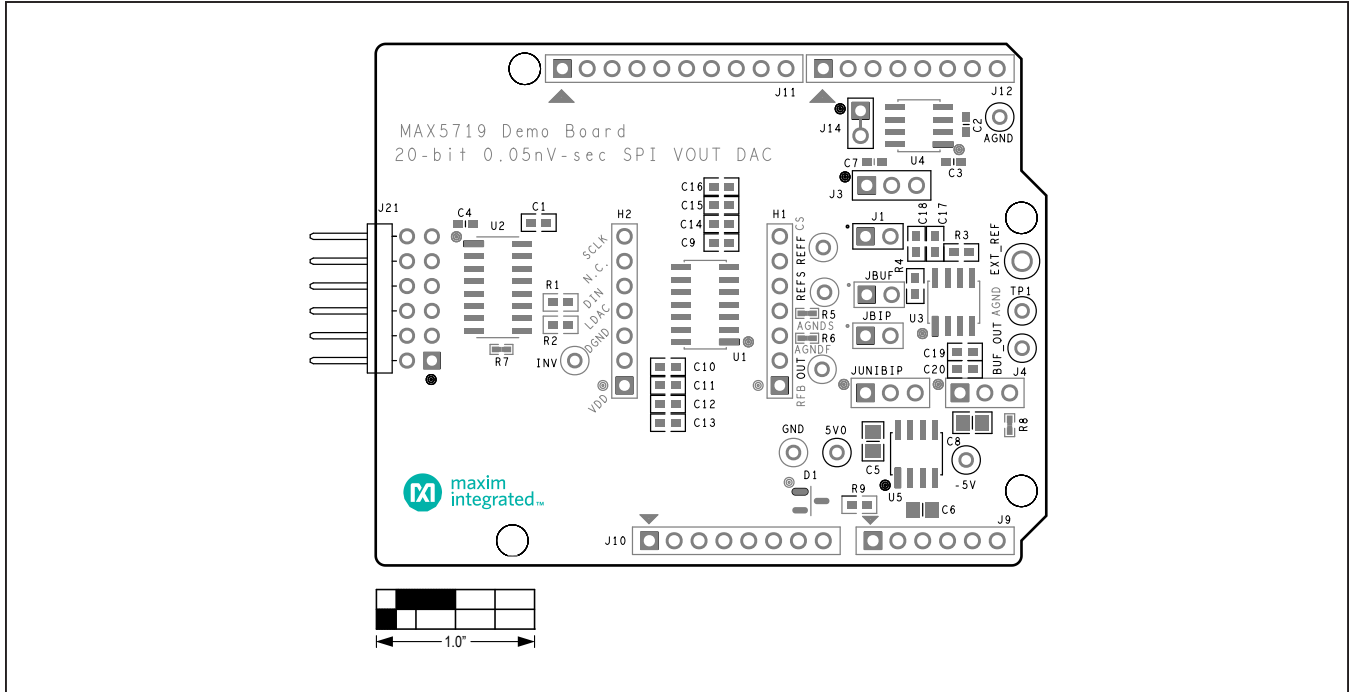 J11
J12
J14
C2
AGND
MAX5719 Demo Board
20-bit 0.05nV-sec SPI VOUT DAC
C7
U4
C3
J3
C16
C15
C14
C9
J21
C4
U2
C1
H2
H1
CS
J1
C18
C17
R3
EXT_REF
SCLK
N.C.
DIN
LDAC
DGND
VDD
REFF
REFS
R4
JBUF
JBIP
U3
AGND
TP1
BUF_OUT
R1
R2
R7
INV
U1
R5
AGNDS
R6
AGNDF
OUT
RFB
C10
C11
C12
C13
C19
C20
J4
JUNIBIP
GND
5V0
C5
C8
R8
-5V
D1
R9
U5
C6
maxim
integrated™
J10
J9
1.0"